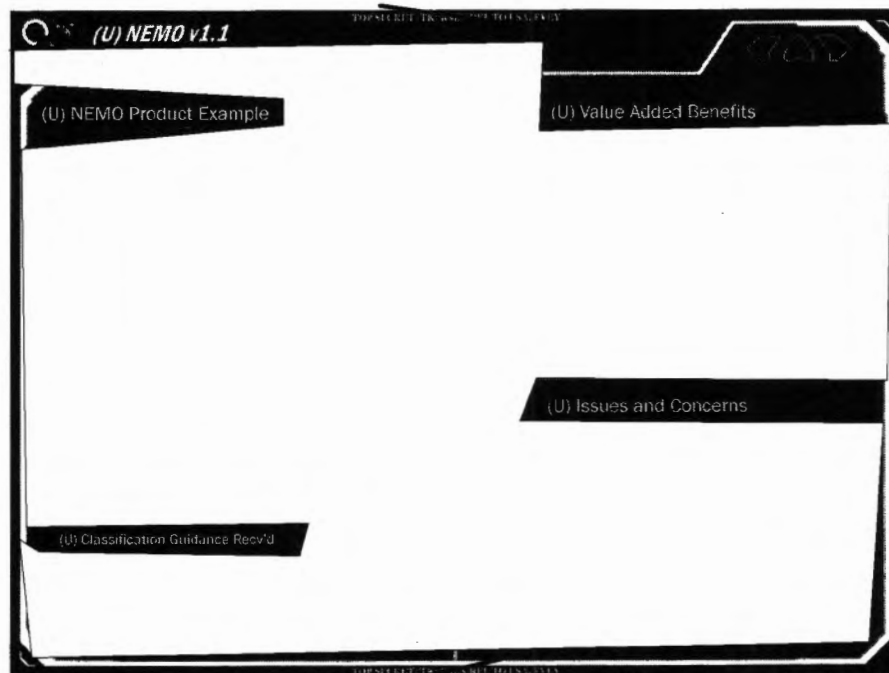 (U) NEMO v1.1
(U) NEMO Product Example
(U) Value Added Benefits
(U) Issues and Concerns
(U) Classification Guidance Recv'd